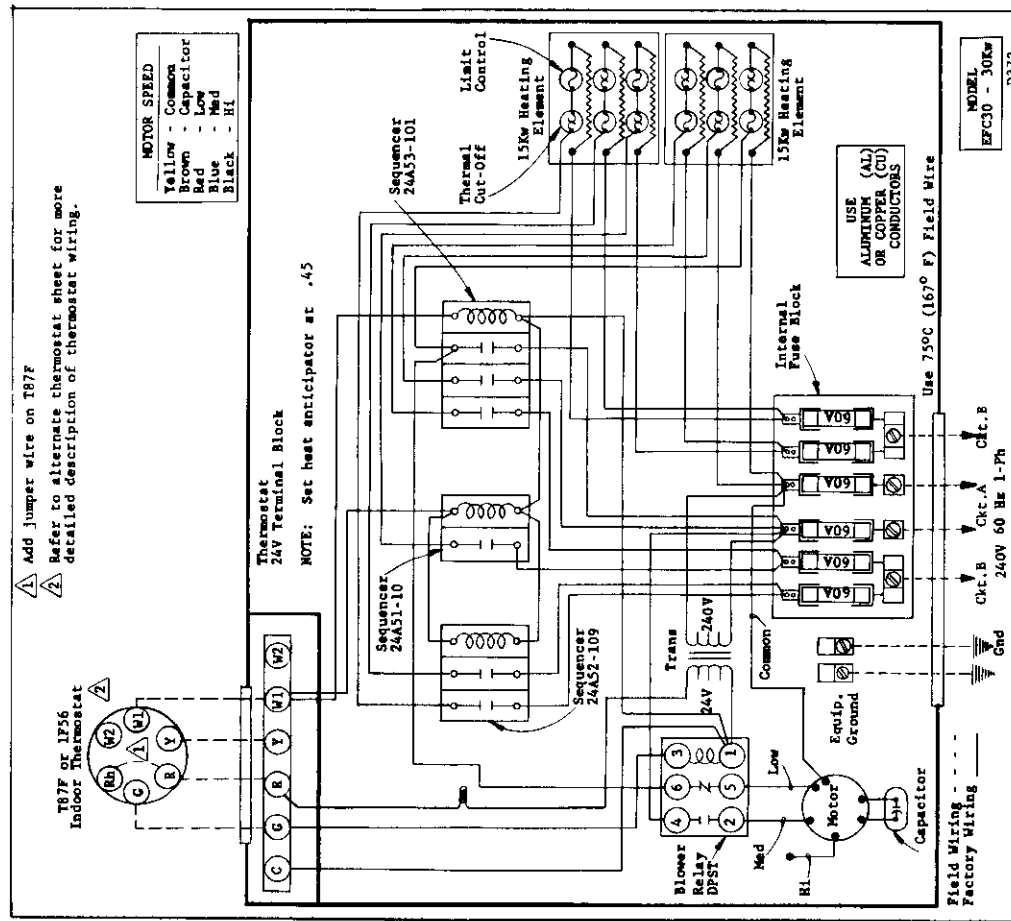 ⚠1 Add jumper wire on T87F
⚠2 Refer to alternate thermostat sheet for more
detailed description of thermostat wiring.
MOTOR SPEED
Yellow - Common
Brown - Capacitor
Red - Low
Blue - Med
Black - Hi
T87F or 1F56
Indoor Thermostat
2
Rh
W2
1
W1
G
R
Y
C
G
R
Y
W1
W2
Thermostat
24V Terminal Block
NOTE: Set heat anticipator at .45
Sequencer
24A53-101
Sequencer
24A51-10
Sequencer
24A52-109
Thermal
Cut-Off
Limit
Control
15Kw Heating
Element
15Kw Heating
Element
Trans
24V
240V
Common
Blower
Relay
DPST
4
6
3
2
5
1
Med
Low
Hi
Motor
Capacitor
Equip.
Ground
Internal
Fuse Block
60A
60A
60A
60A
60A
60A
USE
ALUMINUM (AL)
OR COPPER (CU)
CONDUCTORS
Use 75°C (167° F) Field Wire
Field Wiring - - - -
Factory Wiring
Gnd
Ckt.B
Ckt.A
Ckt.B
240V 60 Hz 1-Ph
MODEL
EFC30 - 30Kw